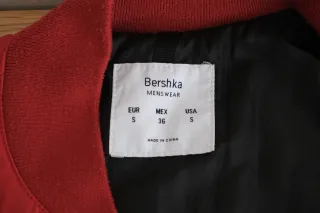 Bershka
MENSWEAR
EUR MEX USA
S 36 S
MADE IN CHINA